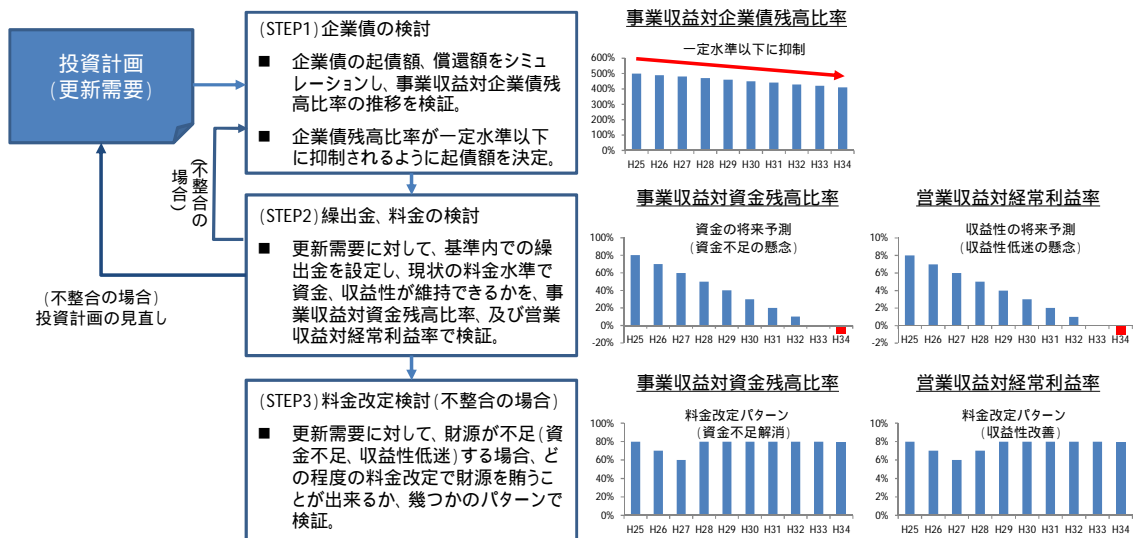 投資計画
(更新需要)
(STEP1)企業債の検討
■ 企業債の起債額、償還額をシミュ
レーションし、事業収益対企業債残
高比率の推移を検証。
■ 企業債残高比率が一定水準以下
に抑制されるように起債額を決定。
(不整合の
場合)
(STEP2)繰出金、料金の検討
■ 更新需要に対して、基準内での繰
出金を設定し、現状の料金水準で
資金、収益性が維持できるかを、事
業収益対資金残高比率、及び営業
収益対経常利益率で検証。
(不整合の場合)
投資計画の見直し
(STEP3)料金改定検討(不整合の場合)
■ 更新需要に対して、財源が不足(資
金不足、収益性低迷)する場合、ど
の程度の料金改定で財源を賄うこ
とが出来るか、幾つかのパターンで
検証。
事業収益対企業債残高比率
一定水準以下に抑制
600%
500%
400%
300%
200%
100%
0%
H25 H26 H27 H28 H29 H30 H31 H32 H33 H34
事業収益対資金残高比率
資金の将来予測
(資金不足の懸念)
100%
80%
60%
40%
20%
0%
-20%
H25 H26 H27 H28 H29 H30 H31 H32 H33 H34
営業収益対経常利益率
収益性の将来予測
(収益性低迷の懸念)
10%
8%
6%
4%
2%
0%
-2%
H25 H26 H27 H28 H29 H30 H31 H32 H33 H34
事業収益対資金残高比率
料金改定パターン
(資金不足解消)
100%
80%
60%
40%
20%
0%
H25 H26 H27 H28 H29 H30 H31 H32 H33 H34
営業収益対経常利益率
料金改定パターン
(収益性改善)
10%
8%
6%
4%
2%
0%
H25 H26 H27 H28 H29 H30 H31 H32 H33 H34